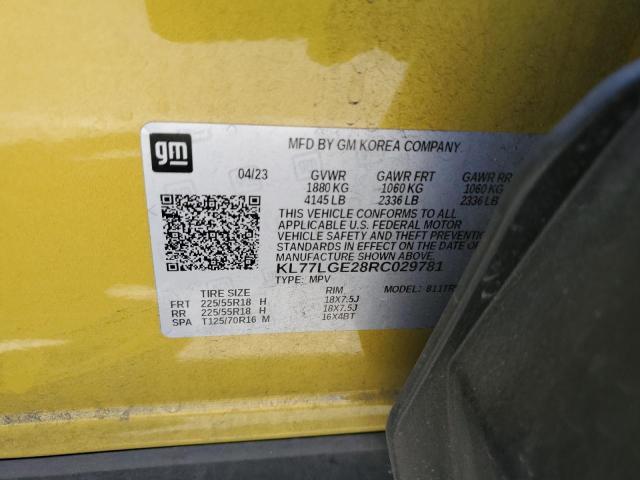 gm
MFD BY GM KOREA COMPANY
04/23 GVWR GAWR FRT GAWR RR
1880 KG 1060 KG 1060 KG
4145 LB 2336 LB 2336 LB
THIS VEHICLE CONFORMS TO ALL
APPLICABLE U.S. FEDERAL MOTOR
VEHICLE SAFETY AND THEFT PREVENTION
STANDARDS IN EFFECT ON THE DATE OF
MANUFACTURE SHOWN ABOVE.
KL77LGE28RC029781
TYPE: MPV MODEL: 811TR
TIRE SIZE RIM
FRT 225/55R18 H 18X7.5J
RR 225/55R18 H 18X7.5J
SPA T125/70R16 M 16X4BT